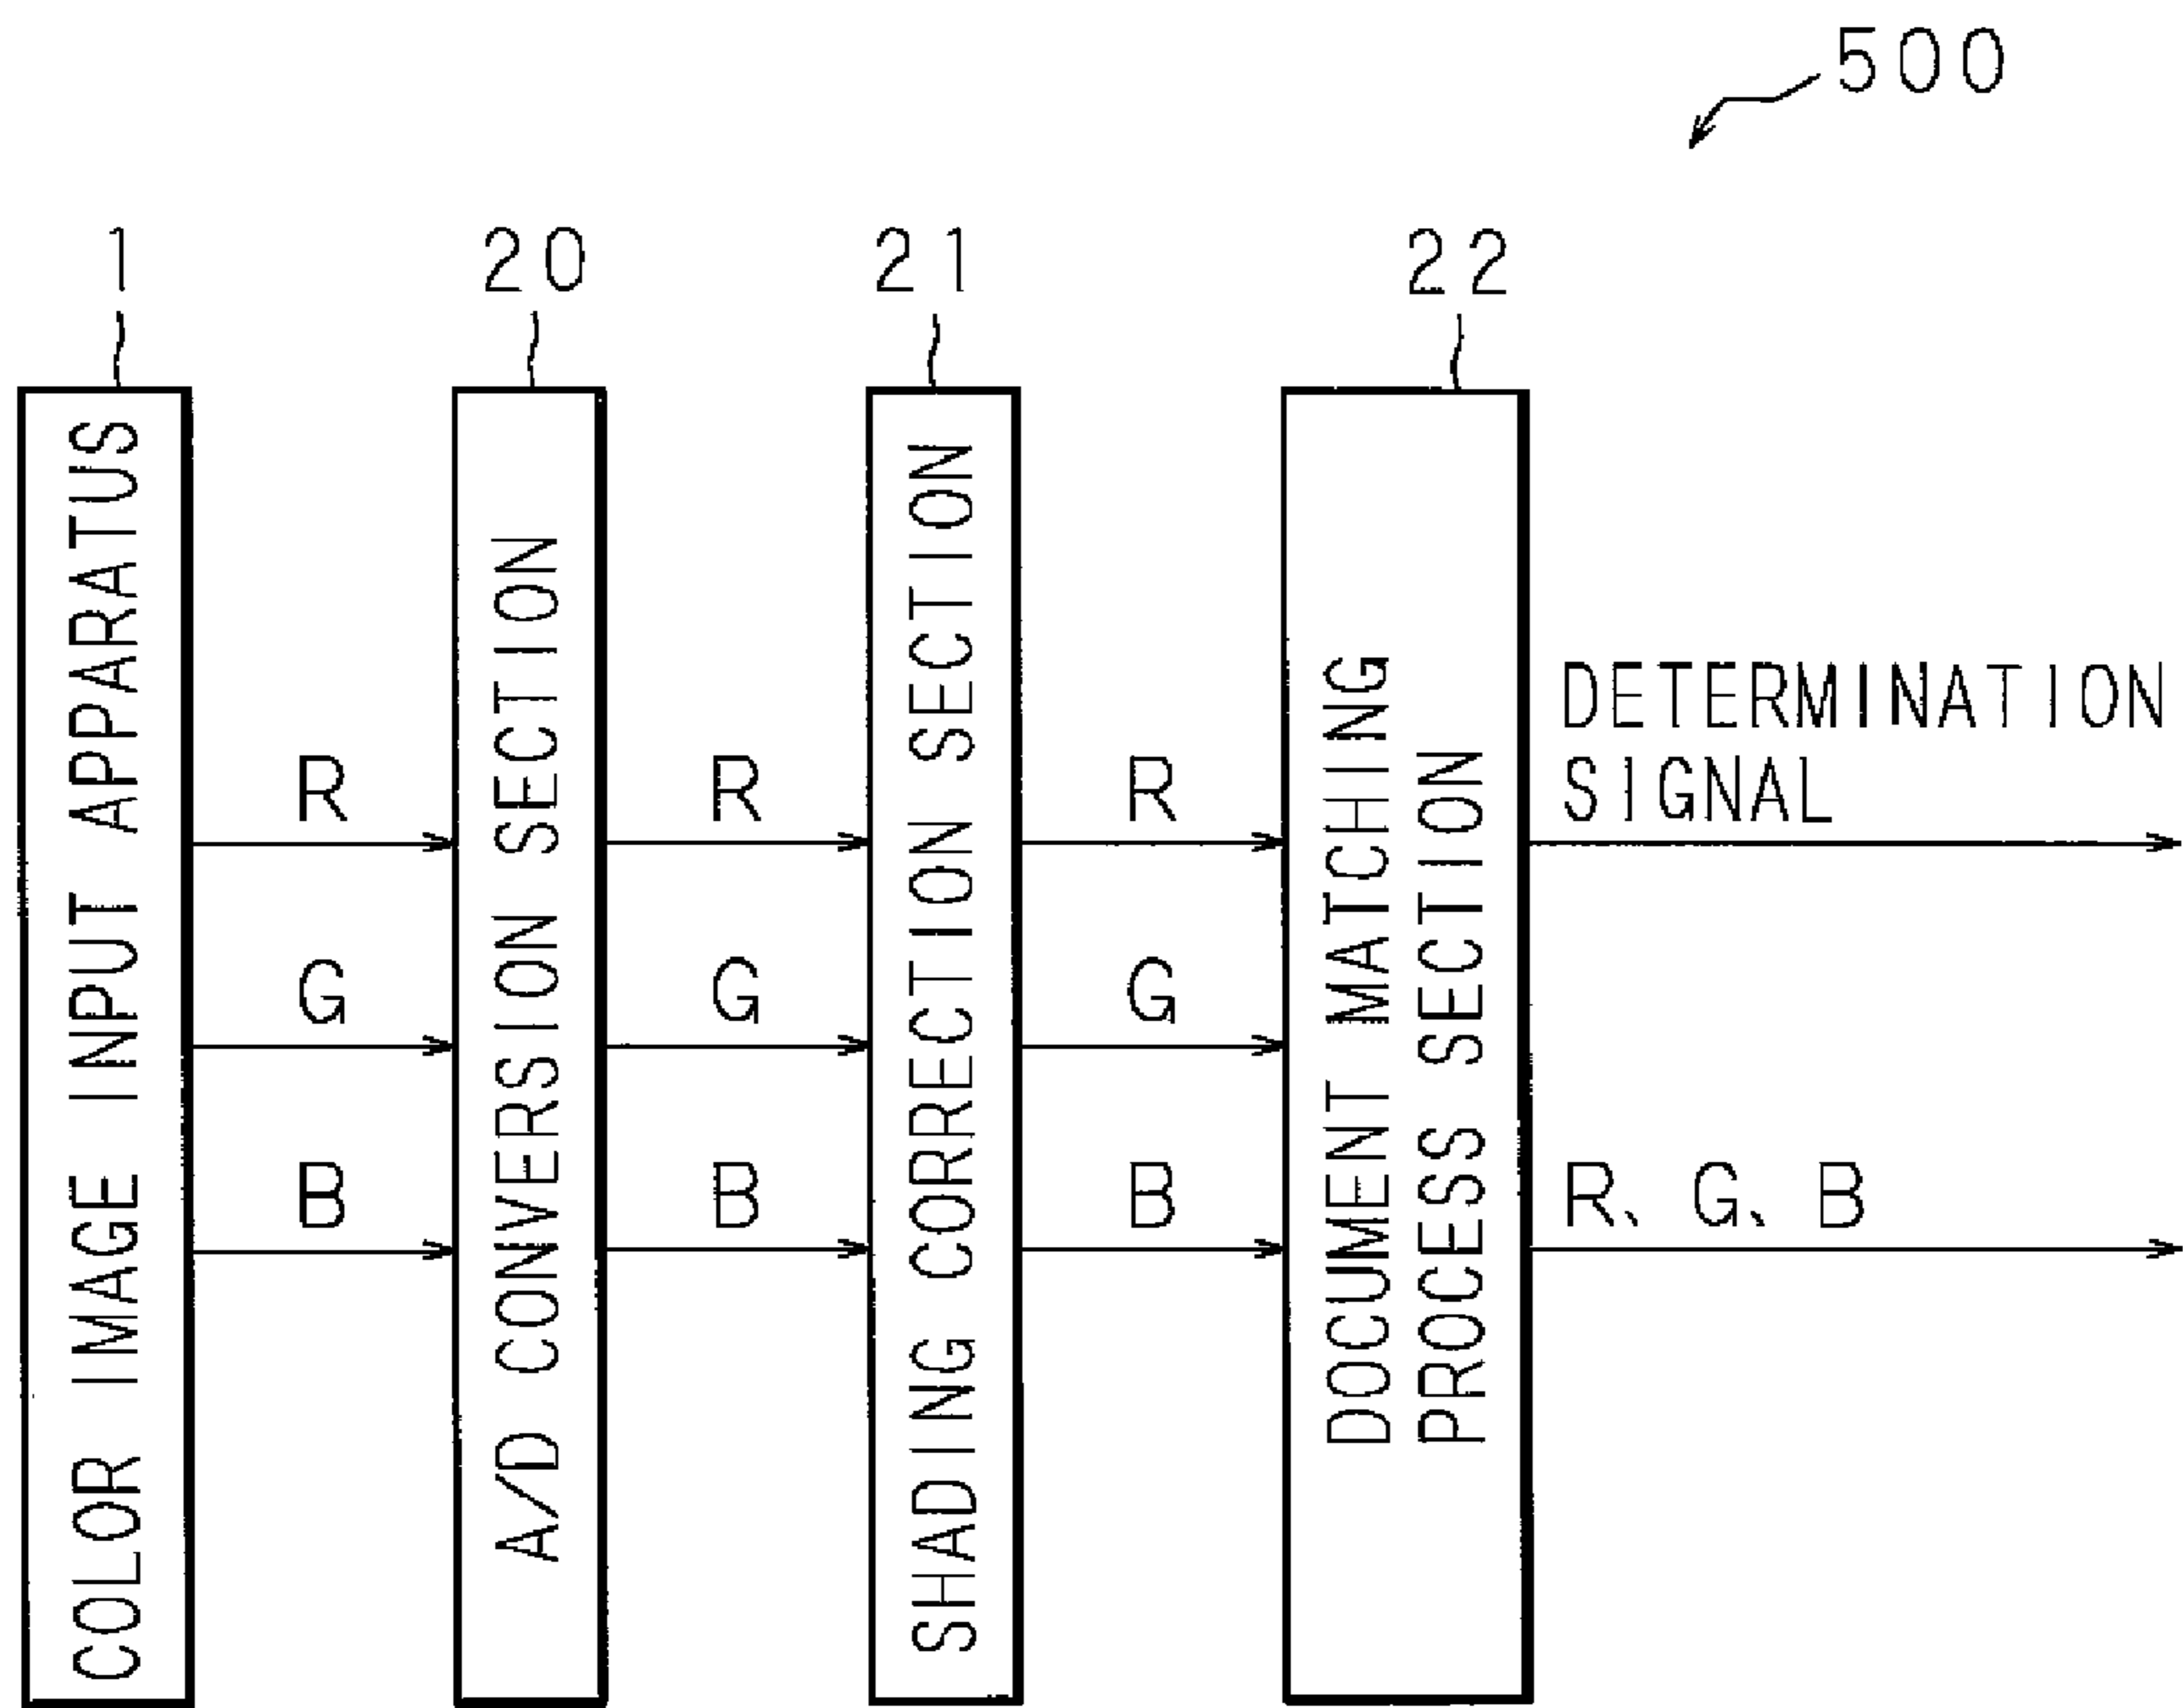 500
1
20
21
22
COLOR IMAGE INPUT APPARATUS
R
G
B
A/D CONVERSION SECTION
R
G
B
SHADING CORRECTION SECTION
R
G
B
DOCUMENT MATCHING
PROCESS SECTION
DETERMINATION
SIGNAL
R、G、B